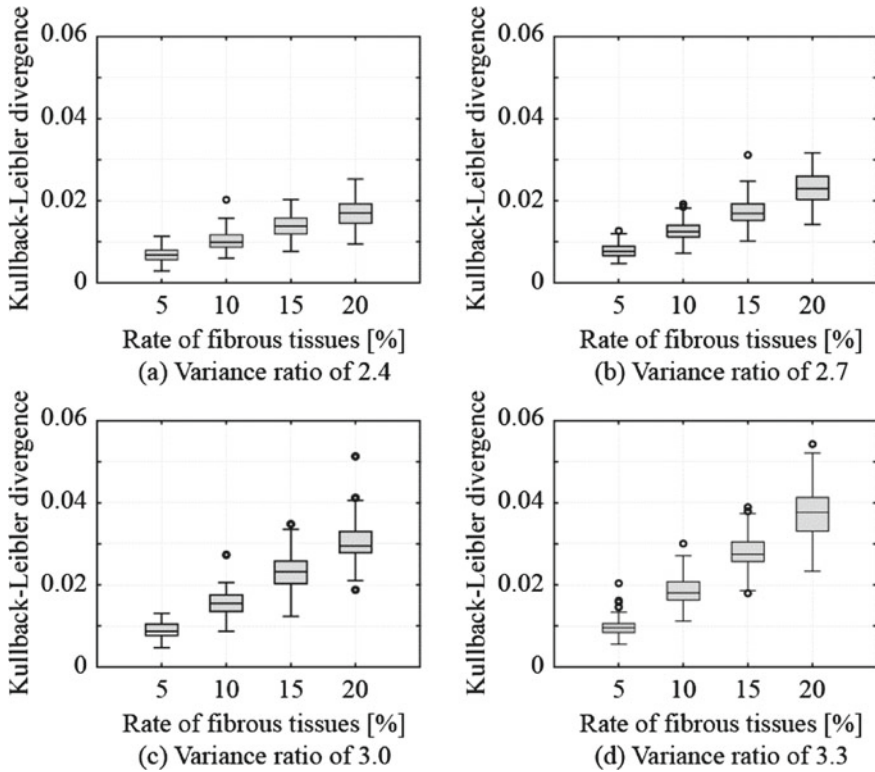 Kullback-Leibler divergence
0.06
0.04
0.02
0
5 10 15 20
Rate of fibrous tissues [%]
(a) Variance ratio of 2.4
Kullback-Leibler divergence
0.06
0.04
0.02
0
5 10 15 20
Rate of fibrous tissues [%]
(b) Variance ratio of 2.7
Kullback-Leibler divergence
0.06
0.04
0.02
0
5 10 15 20
Rate of fibrous tissues [%]
(c) Variance ratio of 3.0
Kullback-Leibler divergence
0.06
0.04
0.02
0
5 10 15 20
Rate of fibrous tissues [%]
(d) Variance ratio of 3.3